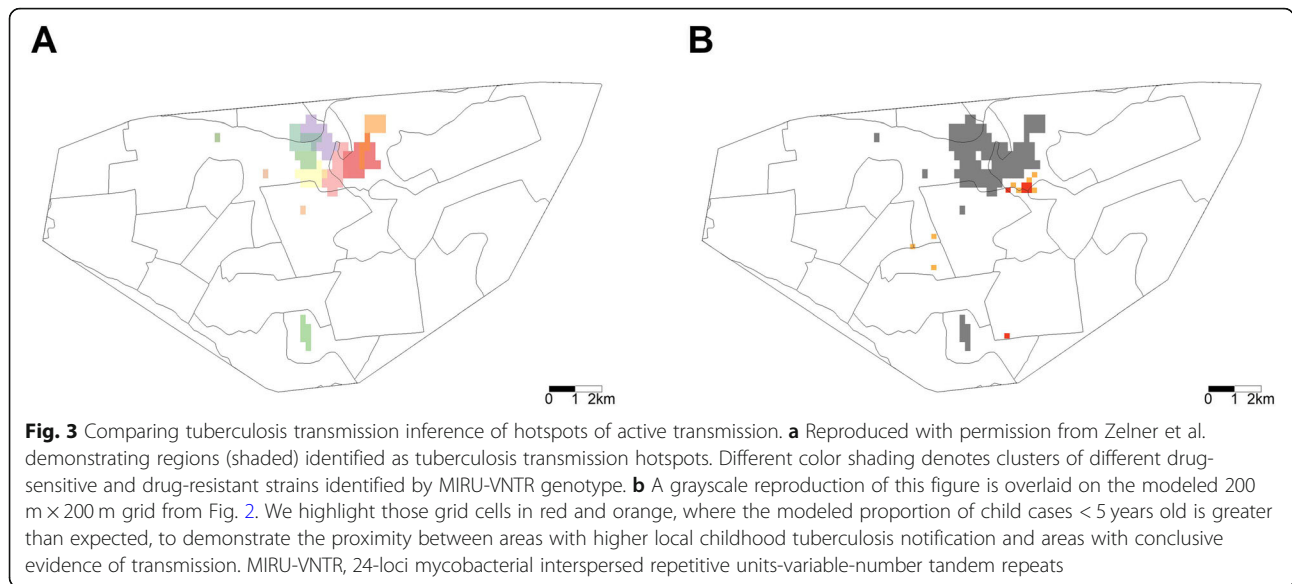 A
B
0 1 2km
0 1 2km
Fig. 3 Comparing tuberculosis transmission inference of hotspots of active transmission. a Reproduced with permission from Zelner et al.
demonstrating regions (shaded) identified as tuberculosis transmission hotspots. Different color shading denotes clusters of different drug-
sensitive and drug-resistant strains identified by MIRU-VNTR genotype. b A grayscale reproduction of this figure is overlaid on the modeled 200
m × 200 m grid from Fig. 2. We highlight those grid cells in red and orange, where the modeled proportion of child cases < 5 years old is greater
than expected, to demonstrate the proximity between areas with higher local childhood tuberculosis notification and areas with conclusive
evidence of transmission. MIRU-VNTR, 24-loci mycobacterial interspersed repetitive units-variable-number tandem repeats